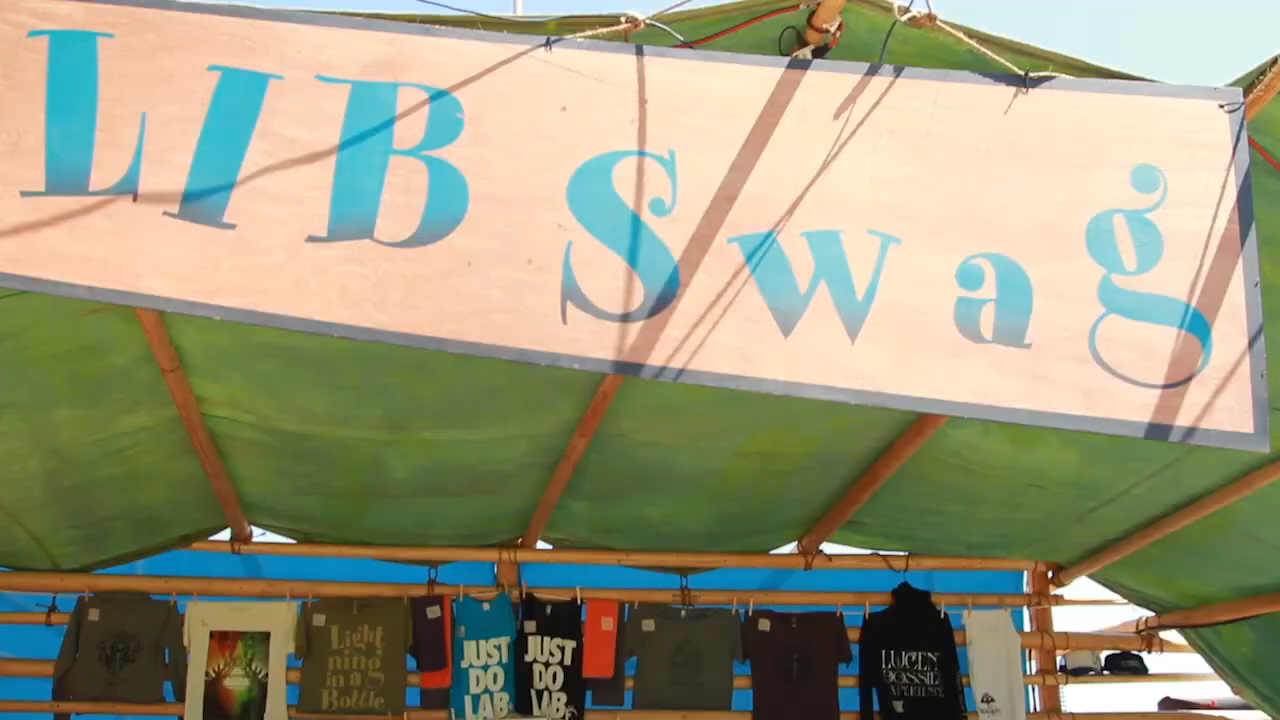 LIB Swag
Light
ning
in a
Bottle
JUST
DO
LAB
JUST
DO
LAB